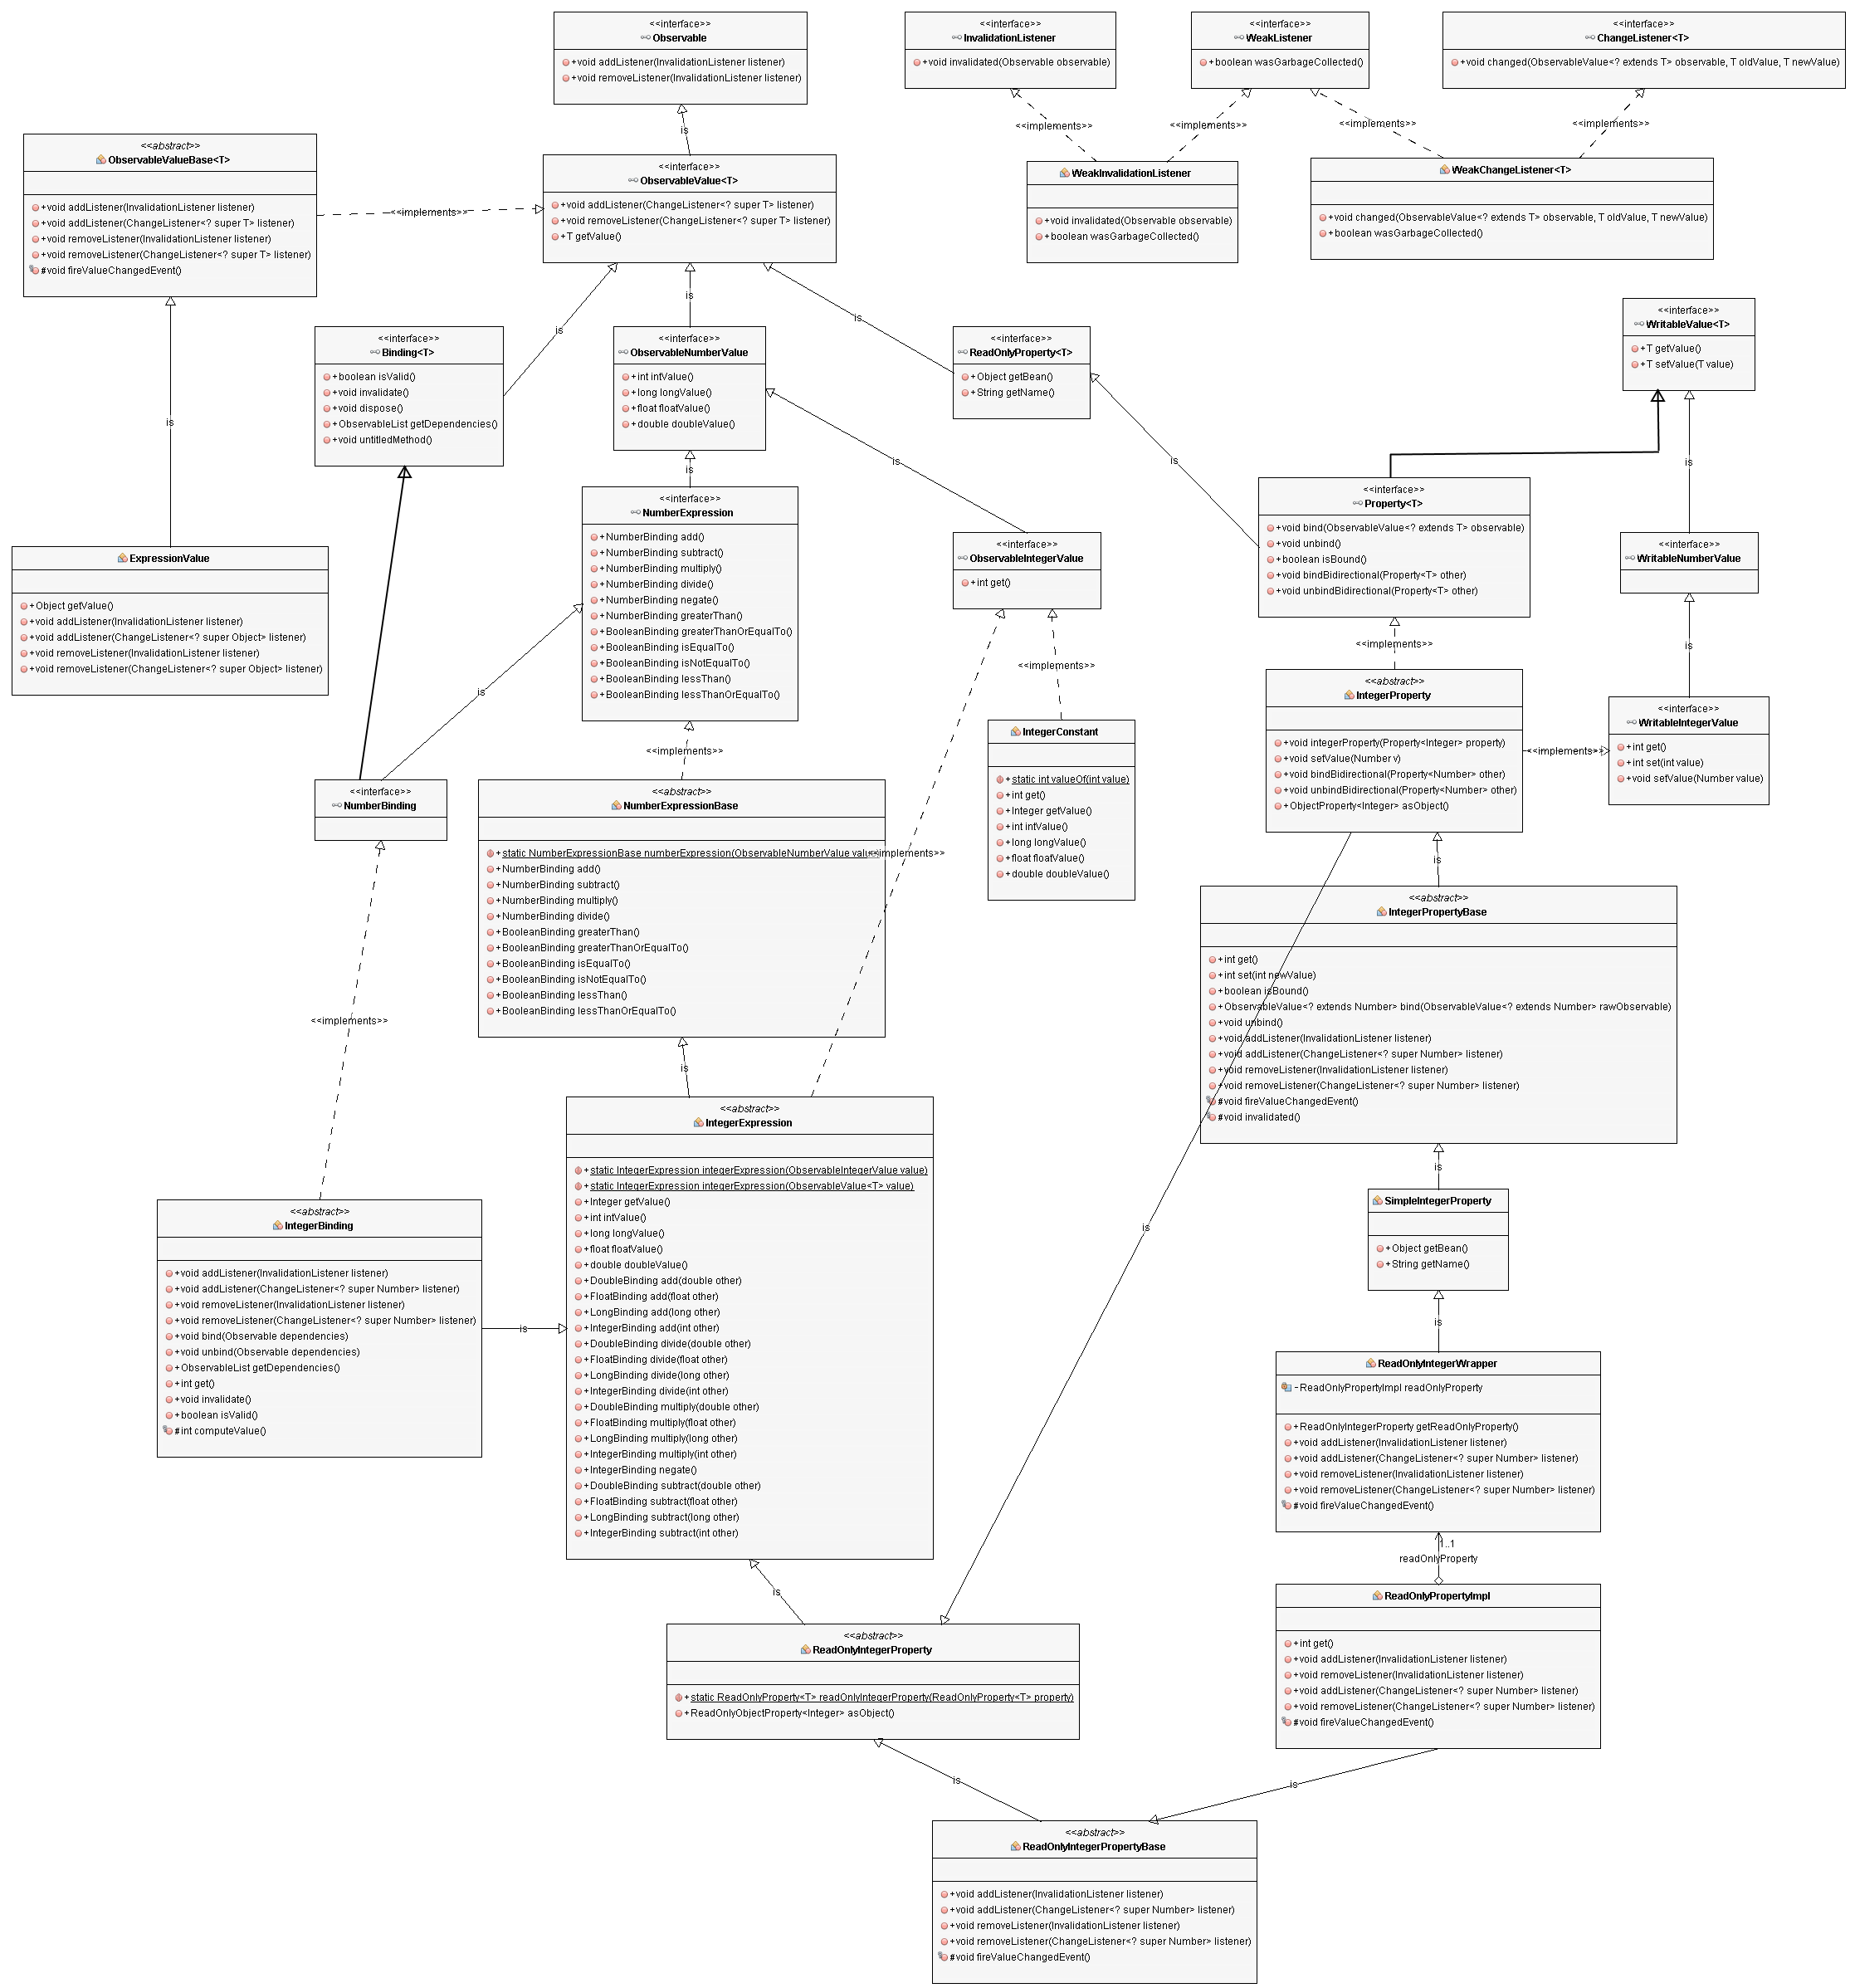 <<interface>>
Observable
+void addListener(InvalidationListener listener)
+void removeListener(InvalidationListener listener)
<<interface>>
InvalidationListener
+void invalidated(Observable observable)
<<interface>>
WeakListener
+boolean wasGarbageCollected()
<<interface>>
ChangeListener<T>
+void changed(ObservableValue<? extends T> observable, T oldValue, T newValue)
is
<<implements>>
<<implements>>
<<implements>>
<<implements>>
<<abstract>>
ObservableValueBase<T>
+void addListener(InvalidationListener listener)
+void addListener(ChangeListener<? super T> listener)
+void removeListener(InvalidationListener listener)
+void removeListener(ChangeListener<? super T> listener)
#void fireValueChangedEvent()
<<implements>>
<<interface>>
ObservableValue<T>
+void addListener(ChangeListener<? super T> listener)
+void removeListener(ChangeListener<? super T> listener)
+T getValue()
WeakInvalidationListener
+void invalidated(Observable observable)
+boolean wasGarbageCollected()
WeakChangeListener<T>
+void changed(ObservableValue<? extends T> observable, T oldValue, T newValue)
+boolean wasGarbageCollected()
is
is
is
is
<<interface>>
Binding<T>
+boolean isValid()
+void invalidate()
+void dispose()
+ObservableList getDependencies()
+void untitledMethod()
<<interface>>
ObservableNumberValue
+int intValue()
+long longValue()
+float floatValue()
+double doubleValue()
<<interface>>
ReadOnlyProperty<T>
+Object getBean()
+String getName()
<<interface>>
WritableValue<T>
+T getValue()
+T setValue(T value)
is
is
is
is
<<interface>>
NumberExpression
+NumberBinding add()
+NumberBinding subtract()
+NumberBinding multiply()
+NumberBinding divide()
+NumberBinding negate()
+NumberBinding greaterThan()
+BooleanBinding greaterThanOrEqualTo()
+BooleanBinding isEqualTo()
+BooleanBinding isNotEqualTo()
+BooleanBinding lessThan()
+BooleanBinding lessThanOrEqualTo()
<<interface>>
Property<T>
+void bind(ObservableValue<? extends T> observable)
+void unbind()
+boolean isBound()
+void bindBidirectional(Property<T> other)
+void unbindBidirectional(Property<T> other)
<<interface>>
ObservableIntegerValue
+int get()
<<interface>>
WritableNumberValue
ExpressionValue
+Object getValue()
+void addListener(InvalidationListener listener)
+void addListener(ChangeListener<? super Object> listener)
+void removeListener(InvalidationListener listener)
+void removeListener(ChangeListener<? super Object> listener)
is
<<implements>>
<<implements>>
is
<<implements>>
<<abstract>>
IntegerProperty
+void integerProperty(Property<Integer> property)
+void setValue(Number v)
+void bindBidirectional(Property<Number> other)
+void unbindBidirectional(Property<Number> other)
+ObjectProperty<Integer> asObject()
<<implements>>
<<interface>>
WritableIntegerValue
+int get()
+int set(int value)
+void setValue(Number value)
IntegerConstant
+static int valueOf(int value)
+int get()
+Integer getValue()
+int intValue()
+long longValue()
+float floatValue()
+double doubleValue()
<<interface>>
NumberBinding
<<abstract>>
NumberExpressionBase
+static NumberExpressionBase numberExpression(ObservableNumberValue
+NumberBinding add()
+NumberBinding subtract()
+NumberBinding multiply()
+NumberBinding divide()
+BooleanBinding greaterThan()
+BooleanBinding greaterThanOrEqualTo()
+BooleanBinding isEqualTo()
+BooleanBinding isNotEqualTo()
+BooleanBinding lessThan()
+BooleanBinding lessThanOrEqualTo()
<<implements>>
is
<<abstract>>
IntegerPropertyBase
+int get()
+int set(int newValue)
+boolean isBound()
+ObservableValue<? extends Number> bind(ObservableValue<? extends Number> rawObservable)
+void unbind()
+void addListener(InvalidationListener listener)
+void addListener(ChangeListener<? super Number> listener)
+void removeListener(InvalidationListener listener)
+void removeListener(ChangeListener<? super Number> listener)
#void fireValueChangedEvent()
#void invalidated()
<<implements>>
is
<<abstract>>
IntegerExpression
+static IntegerExpression integerExpression(ObservableIntegerValue value)
+static IntegerExpression integerExpression(ObservableValue<T> value)
+Integer getValue()
+int intValue()
+long longValue()
+float floatValue()
+double doubleValue()
+DoubleBinding add(double other)
+FloatBinding add(float other)
+LongBinding add(long other)
+IntegerBinding add(int other)
+DoubleBinding divide(double other)
+FloatBinding divide(float other)
+LongBinding divide(long other)
+IntegerBinding divide(int other)
+DoubleBinding multiply(double other)
+FloatBinding multiply(float other)
+LongBinding multiply(long other)
+IntegerBinding multiply(int other)
+IntegerBinding negate()
+DoubleBinding subtract(double other)
+FloatBinding subtract(float other)
+LongBinding subtract(long other)
+IntegerBinding subtract(int other)
<<abstract>>
IntegerBinding
+void addListener(InvalidationListener listener)
+void addListener(ChangeListener<? super Number> listener)
+void removeListener(InvalidationListener listener)
+void removeListener(ChangeListener<? super Number> listener)
+void bind(Observable dependencies)
+void unbind(Observable dependencies)
+ObservableList getDependencies()
+int get()
+void invalidate()
+boolean isValid()
#int computeValue()
is
is
is
SimpleIntegerProperty
+Object getBean()
+String getName()
is
ReadOnlyIntegerWrapper
-ReadOnlyPropertyImpl readOnlyProperty
+ReadOnlyIntegerProperty getReadOnlyProperty()
+void addListener(InvalidationListener listener)
+void addListener(ChangeListener<? super Number> listener)
+void removeListener(InvalidationListener listener)
+void removeListener(ChangeListener<? super Number> listener)
#void fireValueChangedEvent()
1..1
readOnlyProperty
ReadOnlyPropertyImpl
+int get()
+void addListener(InvalidationListener listener)
+void removeListener(InvalidationListener listener)
+void addListener(ChangeListener<? super Number> listener)
+void removeListener(ChangeListener<? super Number> listener)
#void fireValueChangedEvent()
is
<<abstract>>
ReadOnlyIntegerProperty
+static ReadOnlyProperty<T> readOnlyIntegerProperty(ReadOnlyProperty<T> property)
+ReadOnlyObjectProperty<Integer> asObject()
is
is
<<abstract>>
ReadOnlyIntegerPropertyBase
+void addListener(InvalidationListener listener)
+void addListener(ChangeListener<? super Number> listener)
+void removeListener(InvalidationListener listener)
+void removeListener(ChangeListener<? super Number> listener)
#void fireValueChangedEvent()